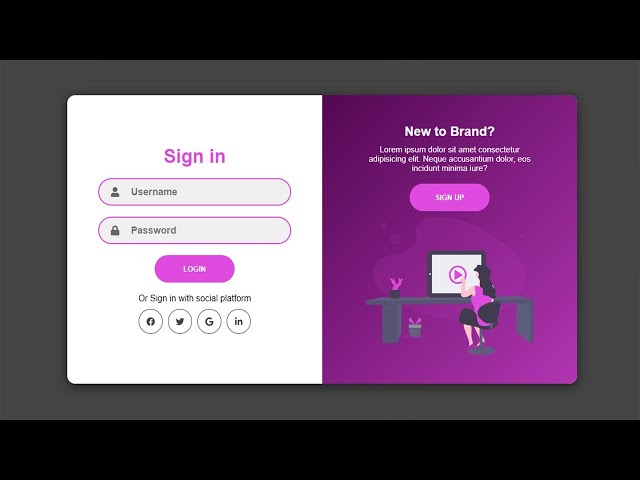 Sign in
Username
Password
LOGIN
Or Sign in with social platform
New to Brand?
Lorem ipsum dolor sit amet consectetur
adipisicing elit. Neque accusantium dolor, eos
incidunt minima iure?
SIGN UP